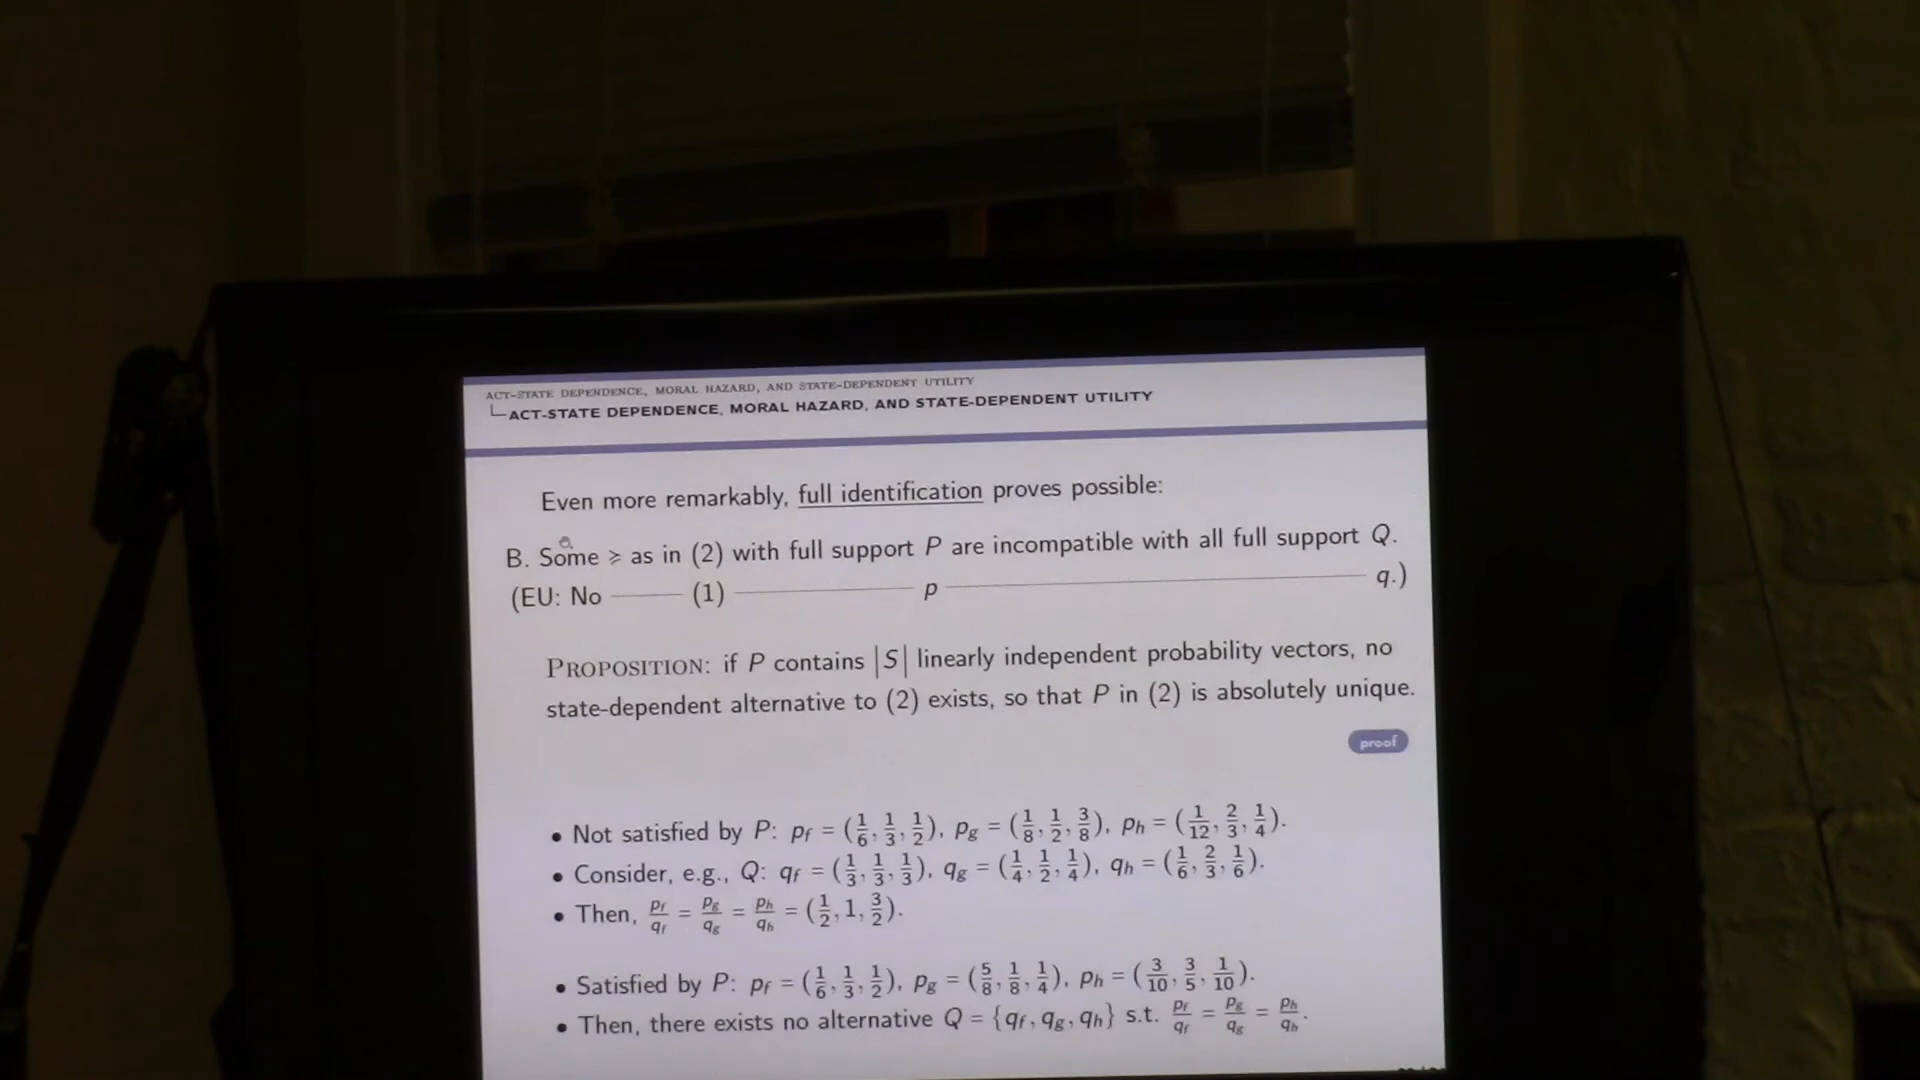 ACT-STATE DEPENDENCE, MORAL HAZARD, AND STATE-DEPENDENT UTILITY
ACT-STATE DEPENDENCE, MORAL HAZARD, AND STATE-DEPENDENT UTILITY
Even more remarkably, full identification proves possible:
B. Some ≽ as in (2) with full support P are incompatible with all full support Q.
(EU: No —— (1) —— p —— q.)
PROPOSITION: if P contains |S| linearly independent probability vectors, no
state-dependent alternative to (2) exists, so that P in (2) is absolutely unique.
proof
• Not satisfied by P: p_f = (1/6, 1/3, 1/2), p_g = (1/8, 1/2, 3/8), p_h = (1/12, 2/3, 1/4).
• Consider, e.g., Q: q_f = (1/3, 1/3, 1/3), q_g = (1/4, 1/2, 1/4), q_h = (1/6, 2/3, 1/6).
• Then, p_f/q_f = p_g/q_g = p_h/q_h = (1/2, 1, 3/2).
• Satisfied by P: p_f = (1/6, 1/3, 1/2), p_g = (5/8, 1/8, 1/4), p_h = (3/10, 3/5, 1/10).
• Then, there exists no alternative Q = {q_f, q_g, q_h} s.t. p_f/q_f = p_g/q_g = p_h/q_h.